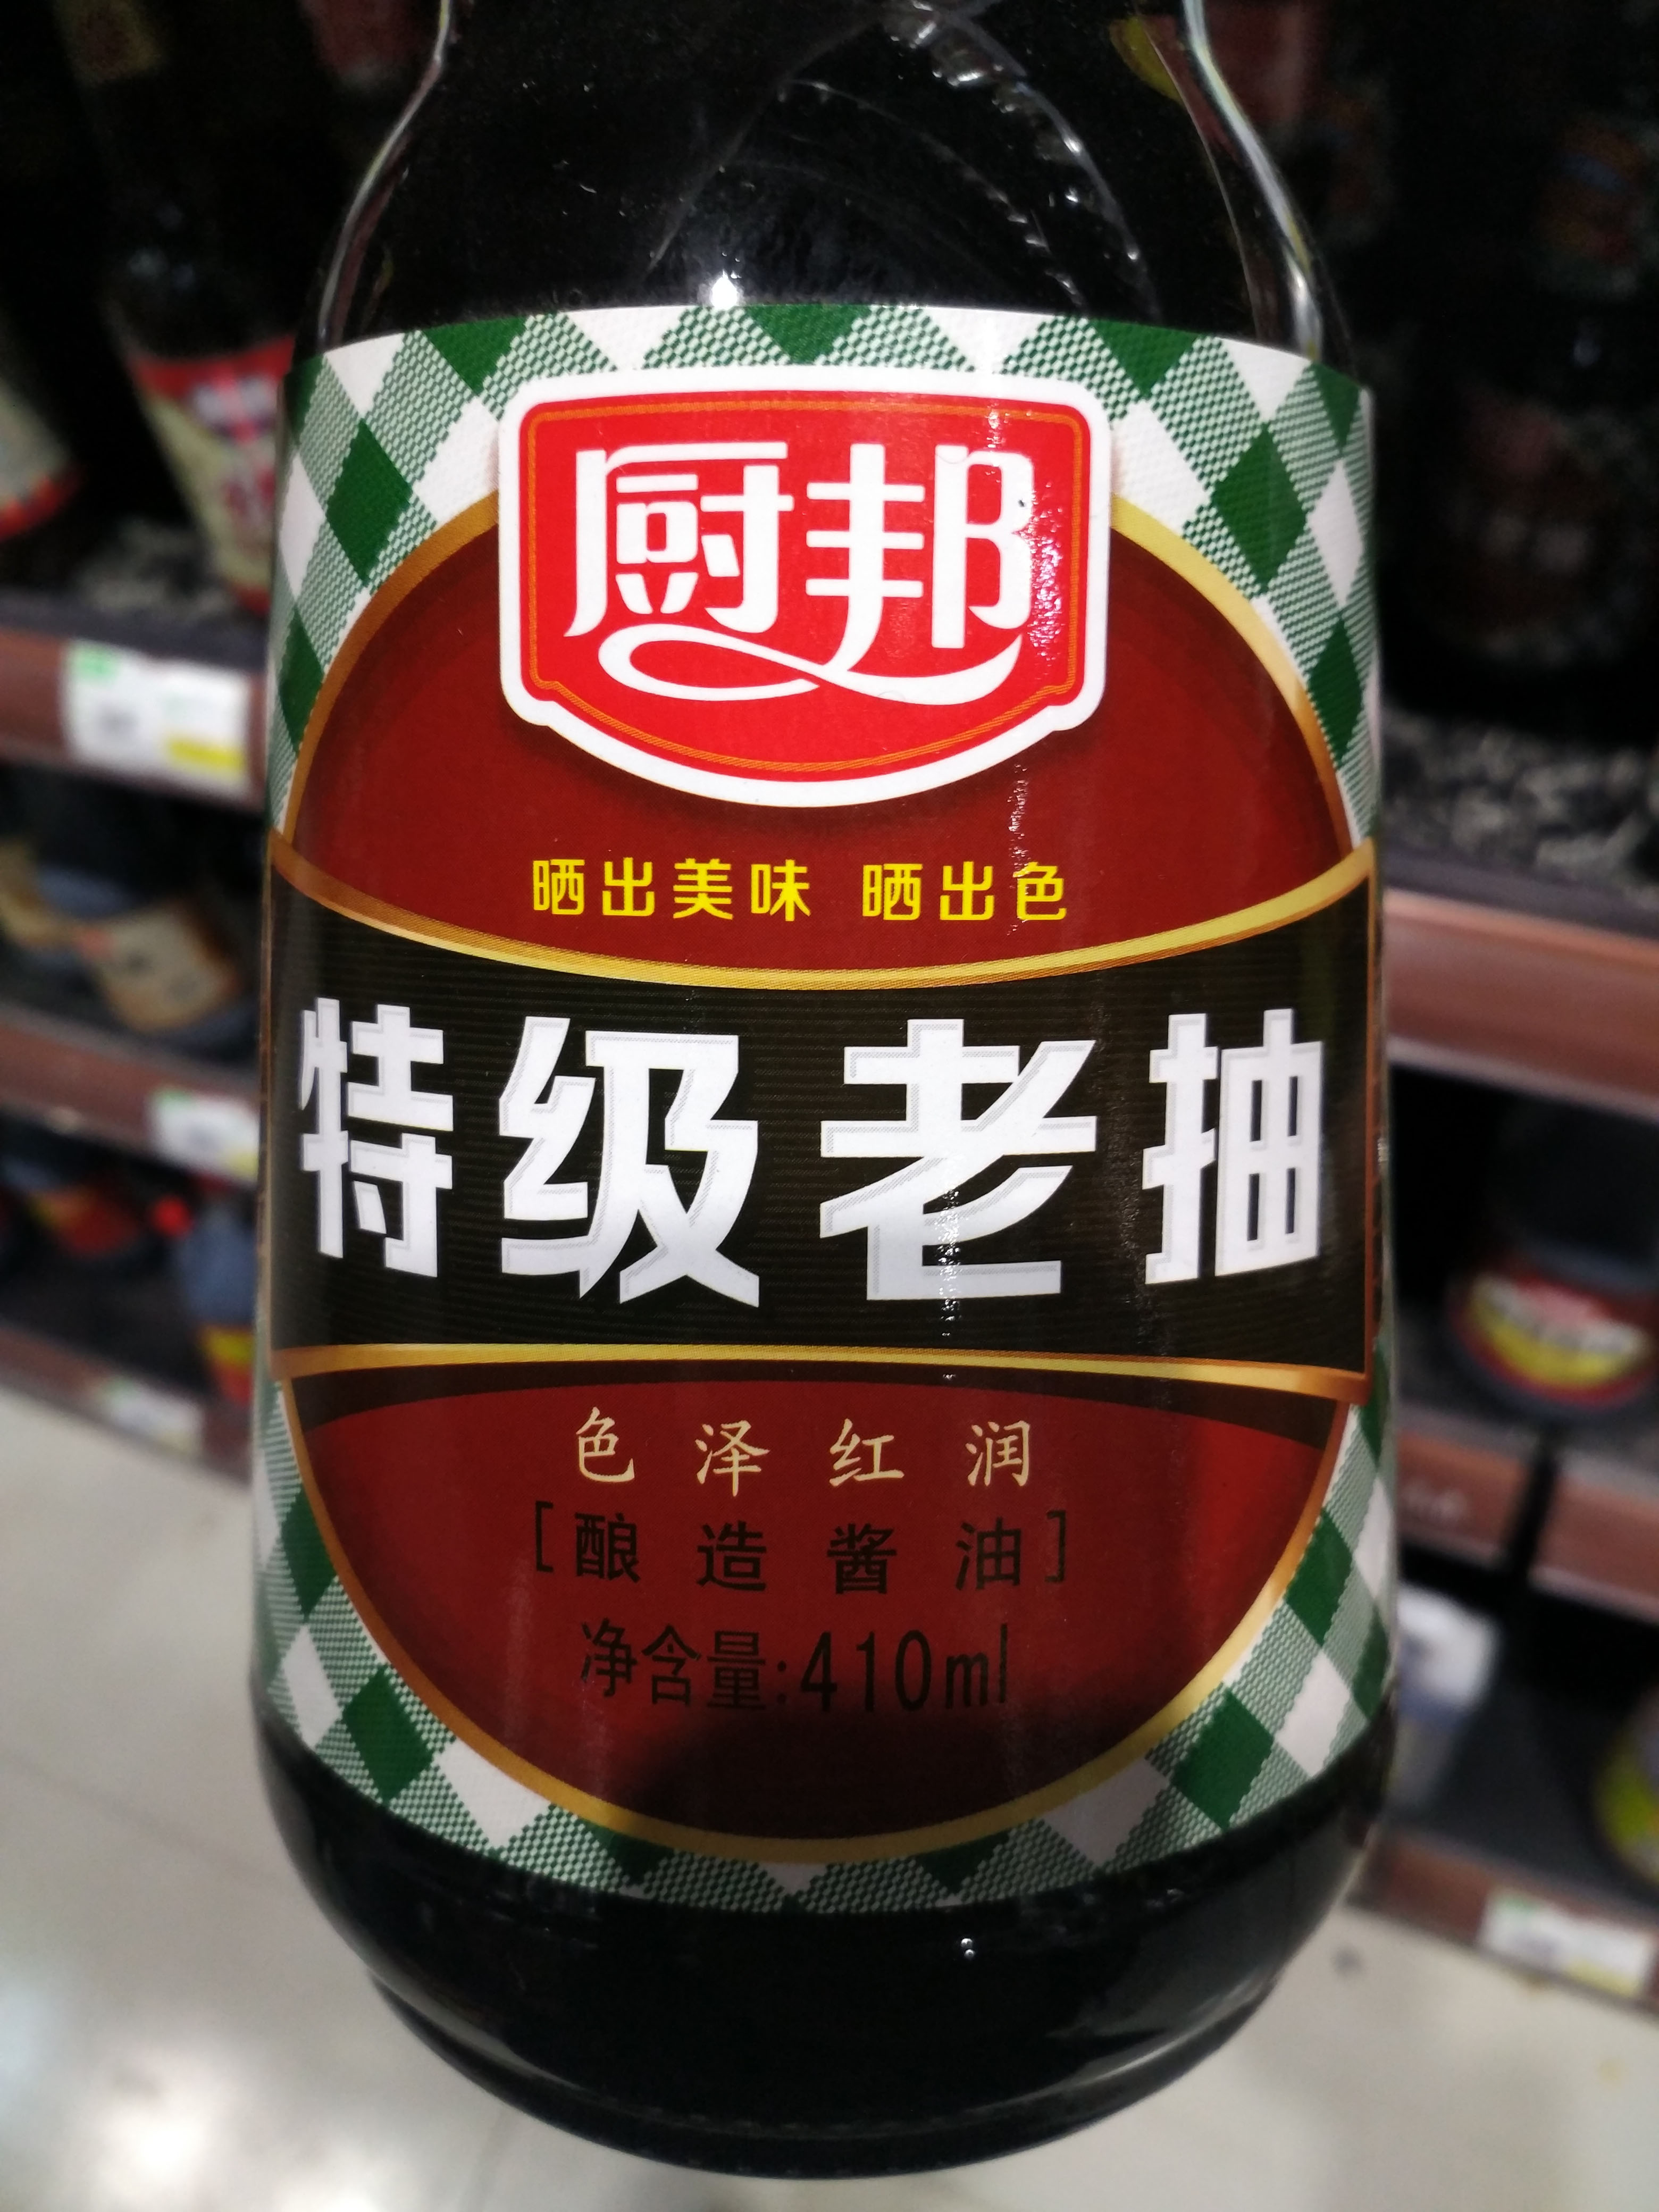 厨邦
晒出美味 晒出色
特级老抽
色泽红润
[酿造酱油]
净含量:410ml